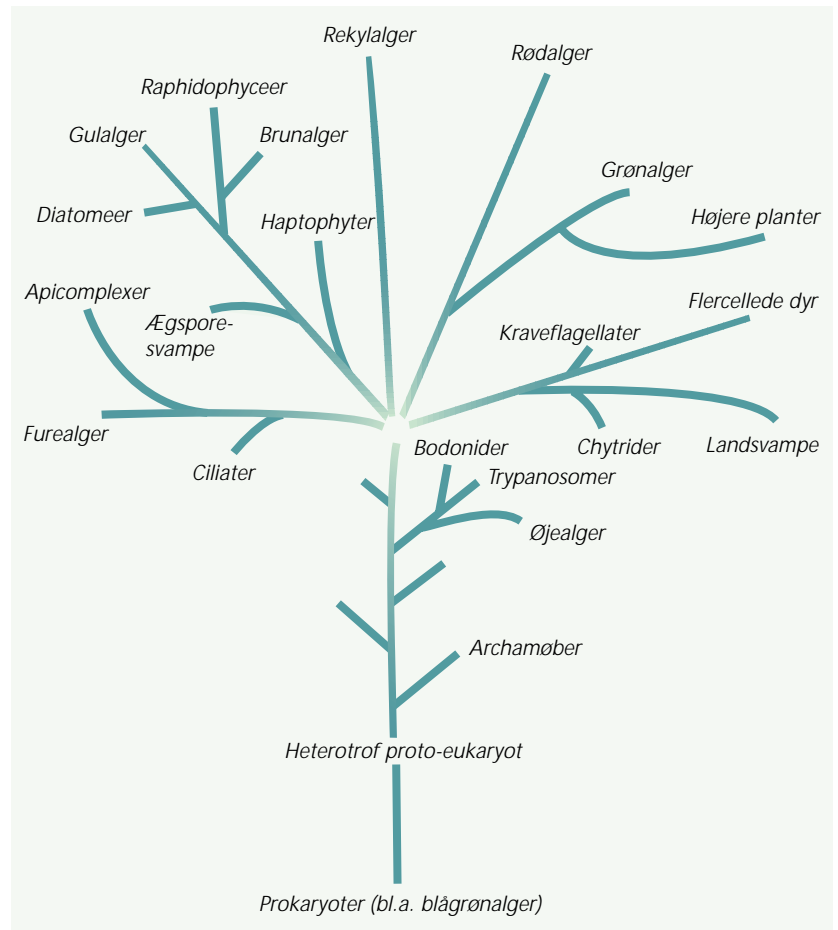 Rekylalger
Rødalger
Raphidophyceer
Gulalger
Brunalger
Grønalger
Diatomeer
Haptophyter
Højere planter
Apicomplexer
Ægspore-
svampe
Flercellede dyr
Kraveflagellater
Furealger
Ciliater
Bodonider
Chytrider
Landsvampe
Trypanosomer
Øjealger
Archamøber
Heterotrof proto-eukaryot
Prokaryoter (bl.a. blågrønalger)